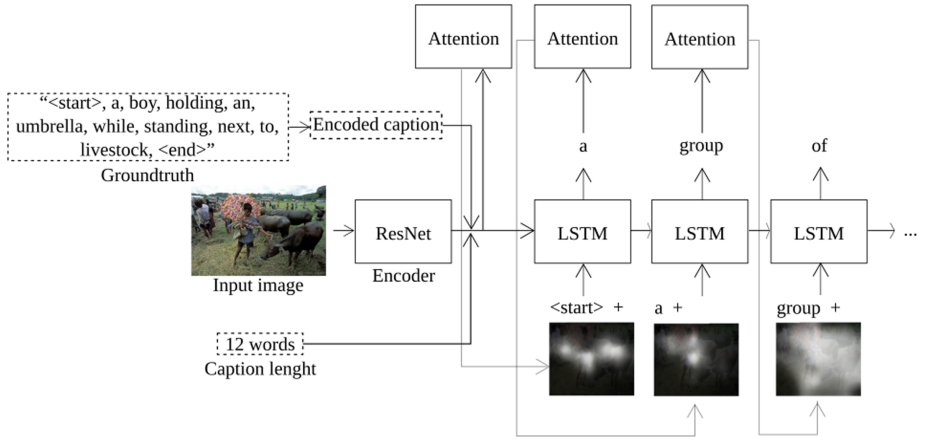 Attention
Attention
Attention
“<start>, a, boy, holding, an,
umbrella, while, standing, next, to,
livestock, <end>”
Groundtruth
Encoded caption
a
group
of
ResNet
Encoder
LSTM
LSTM
LSTM
...
Input image
<start> +
a +
group +
12 words
Caption lenght